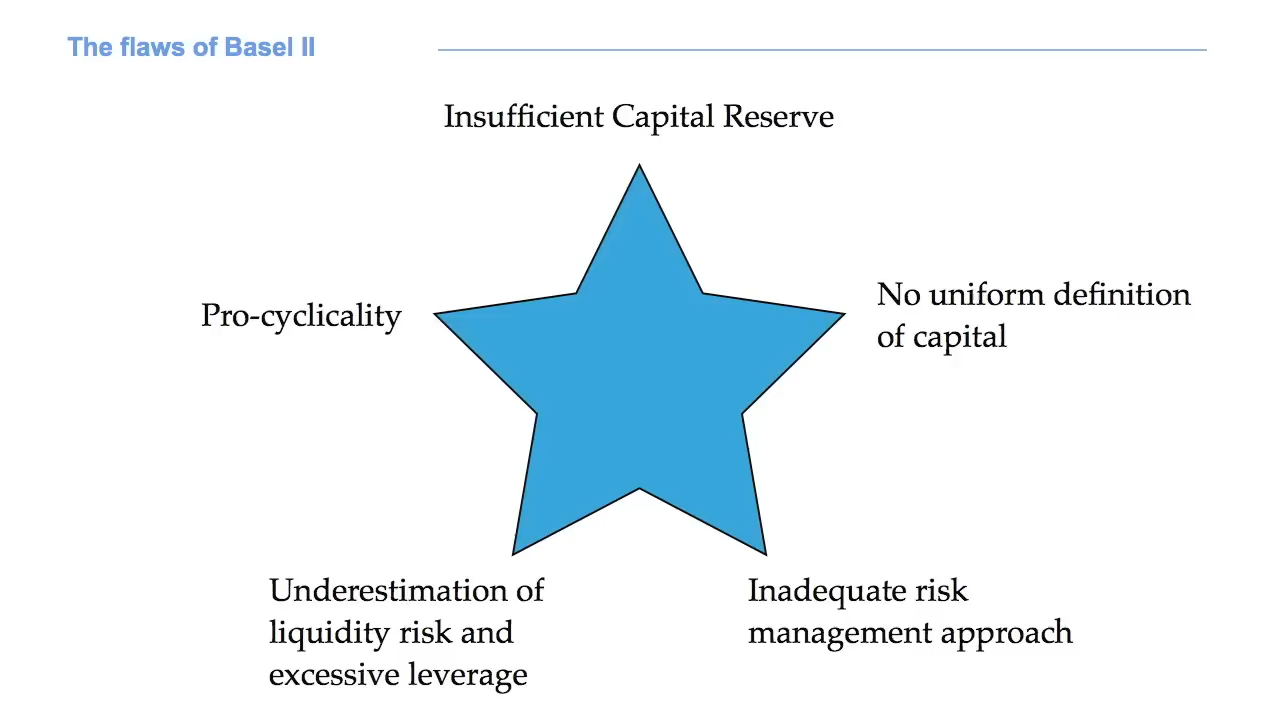 The flaws of Basel II
Insufficient Capital Reserve
No uniform definition
of capital
Pro-cyclicality
Underestimation of
liquidity risk and
excessive leverage
Inadequate risk
management approach